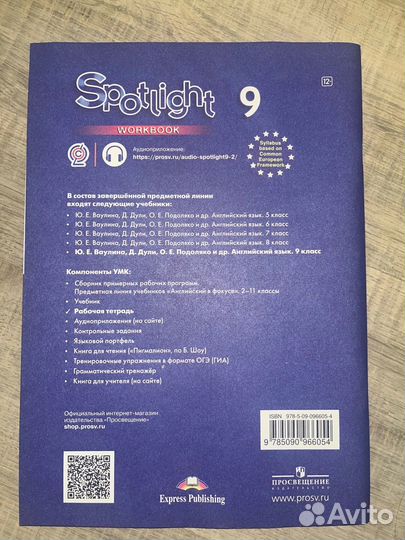 Spotlight 9
WORKBOOK
12+
Аудиоприложение:
https://prosv.ru/audio-spotlight9-2/
Syllabus
based on
Common
European
Framework
В состав завершённой предметной линии
входят следующие учебники:
• Ю. Е. Ваулина, Д. Дули, О. Е. Подоляко и др. Английский язык. 5 класс
• Ю. Е. Ваулина, Д. Дули, О. Е. Подоляко и др. Английский язык. 6 класс
• Ю. Е. Ваулина, Д. Дули, О. Е. Подоляко и др. Английский язык. 7 класс
• Ю. Е. Ваулина, Д. Дули, О. Е. Подоляко и др. Английский язык. 8 класс
• Ю. Е. Ваулина, Д. Дули, О. Е. Подоляко и др. Английский язык. 9 класс
Компоненты УМК:
• Сборник примерных рабочих программ.
Предметная линия учебников «Английский в фокусе». 2–11 классы
• Учебник
✓ Рабочая тетрадь
• Аудиоприложения (на сайте)
• Контрольные задания
• Языковой портфель
• Книга для чтения («Пигмалион», по Б. Шоу)
• Тренировочные упражнения в формате ОГЭ (ГИА)
• Грамматический тренажёр
• Книга для учителя (на сайте)
Официальный интернет-магазин
издательства «Просвещение»
shop.prosv.ru
ISBN 978-5-09-096605-4
9 785090 966054
Express Publishing
ПРОСВЕЩЕНИЕ
ИЗДАТЕЛЬСТВО
www.prosv.ru
Avito